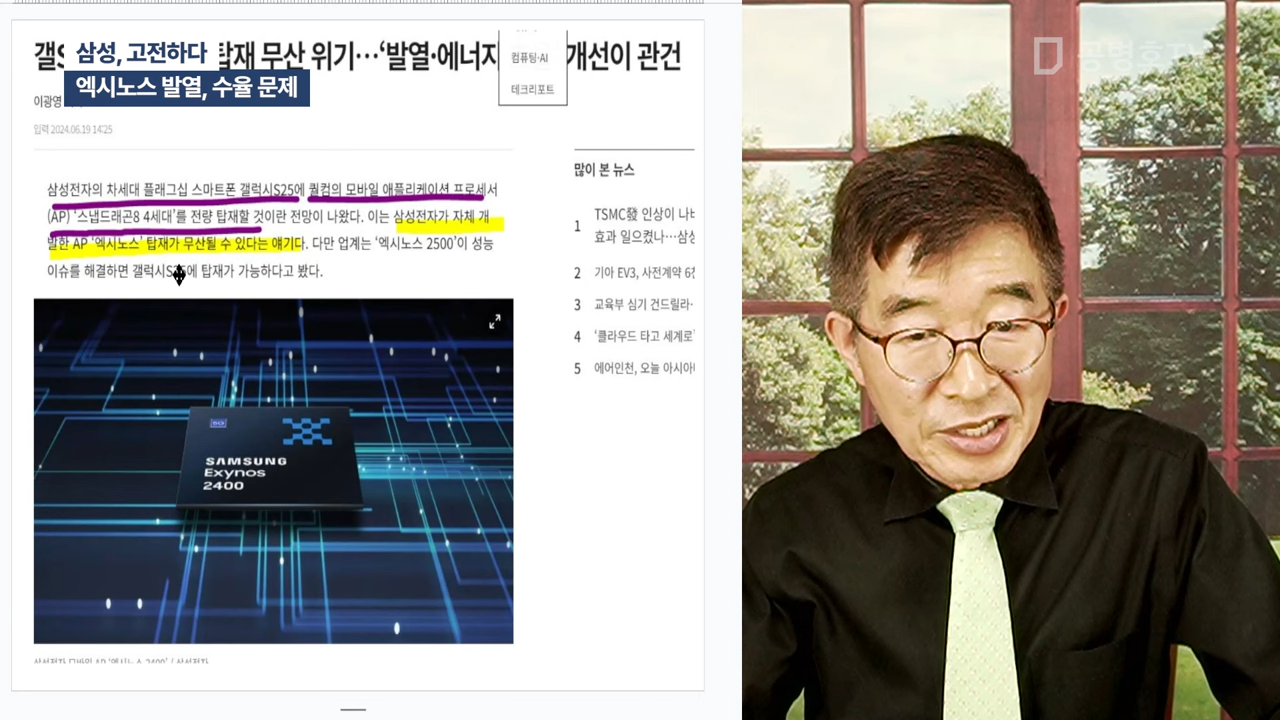 삼성, 고전하다
엑시노스 발열, 수율 문제
탑재 무산 위기…‘발열·에너지
개선이 관건
컴퓨팅·AI
테크리포트
이광영
입력 2024.06.19 14:25
삼성전자의 차세대 플래그십 스마트폰 갤럭시S25에 퀄컴의 모바일 애플리케이션 프로세서
(AP) ‘스냅드래곤8 4세대’를 전량 탑재할 것이란 전망이 나왔다. 이는 삼성전자가 자체 개
발한 AP ‘엑시노스’ 탑재가 무산될 수 있다는 얘기다. 다만 업계는 ‘엑시노스 2500’이 성능
이슈를 해결하면 갤럭시S25에 탑재가 가능하다고 봤다.
SAMSUNG
Exynos
2400
많이 본 뉴스
1 TSMC發 인상이 나비
효과 일으켰나…삼성
2 기아 EV3, 사전계약 6천
3 교육부 심기 건드릴라·
4 ‘클라우드 타고 세계로’
5 에어인천, 오늘 아시아나
공병호TV